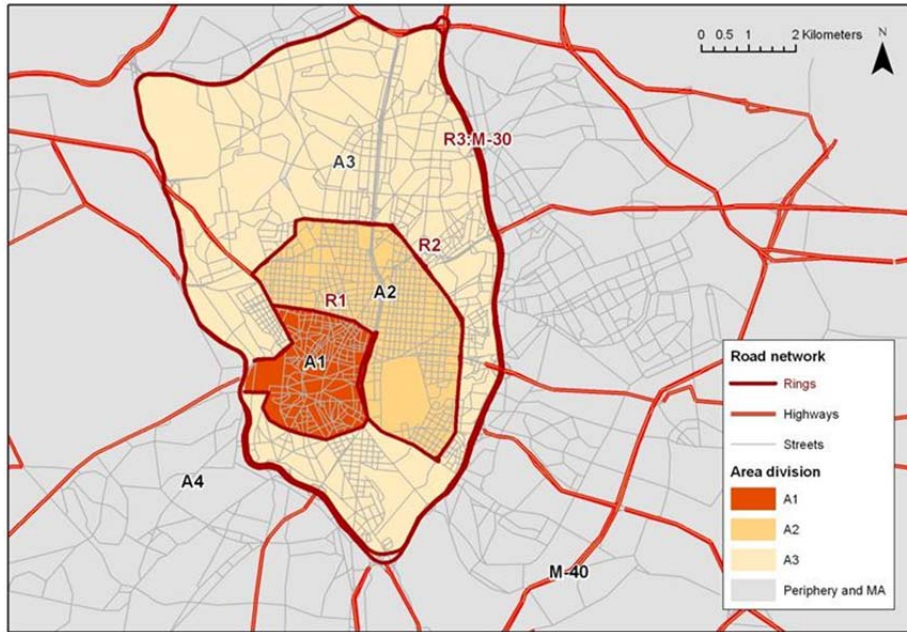 0 0.5 1 2 Kilometers
N
R3:M-30
A3
R2
A2
R1
A1
A4
M-40
Road network
Rings
Highways
Streets
Area division
A1
A2
A3
Periphery and MA